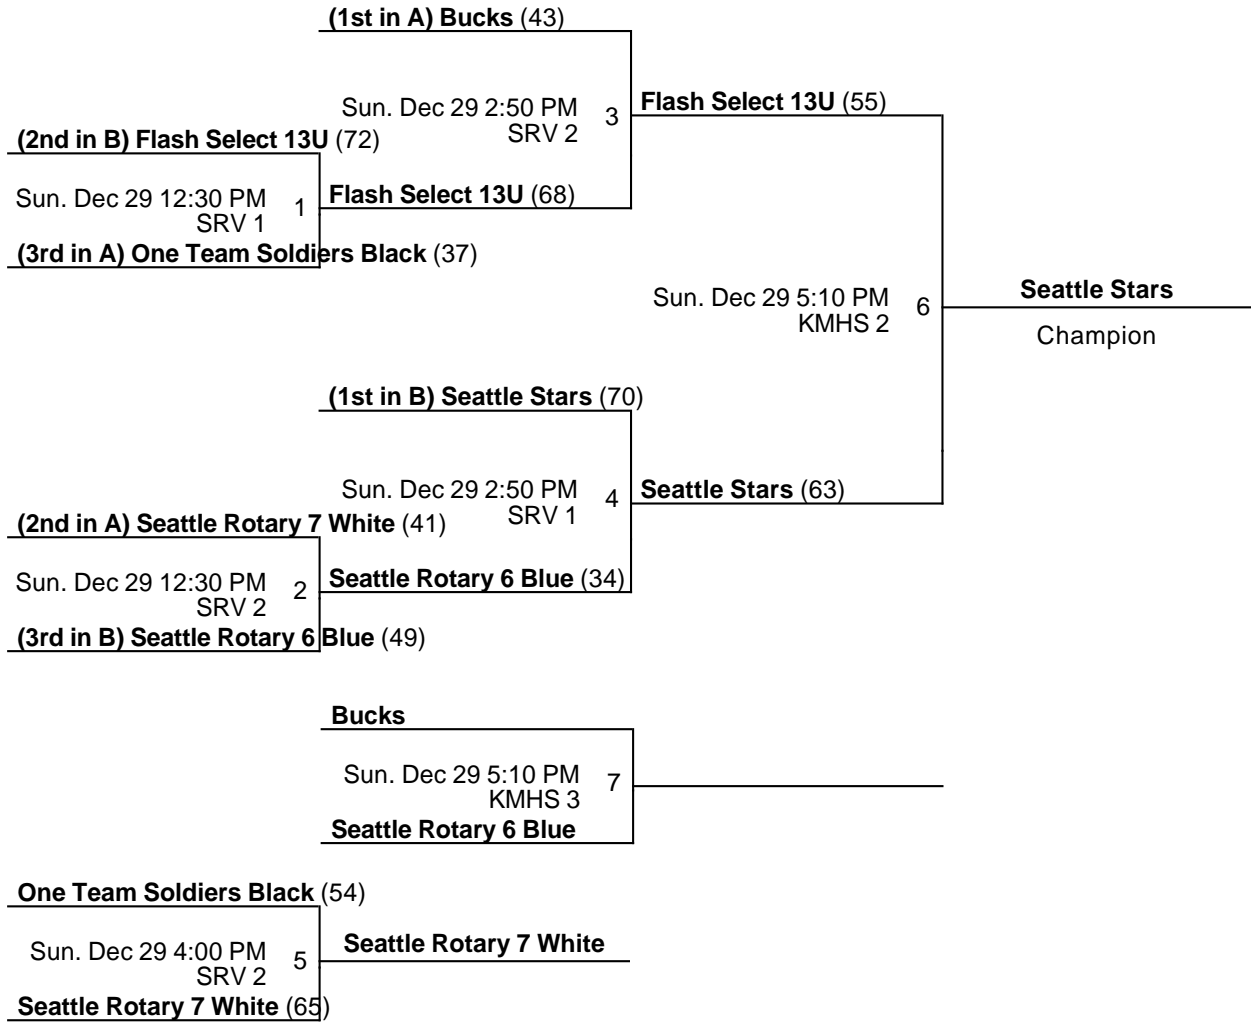 (1st in A) Bucks (43)
Sun. Dec 29 2:50 PM
SRV 2
3
Flash Select 13U (55)
(2nd in B) Flash Select 13U (72)
Sun. Dec 29 12:30 PM
SRV 1
1
Flash Select 13U (68)
(3rd in A) One Team Soldiers Black (37)
Sun. Dec 29 5:10 PM
KMHS 2
6
Seattle Stars
Champion
(1st in B) Seattle Stars (70)
Sun. Dec 29 2:50 PM
SRV 1
4
Seattle Stars (63)
(2nd in A) Seattle Rotary 7 White (41)
Sun. Dec 29 12:30 PM
SRV 2
2
Seattle Rotary 6 Blue (34)
(3rd in B) Seattle Rotary 6 Blue (49)
Bucks
Sun. Dec 29 5:10 PM
KMHS 3
7
Seattle Rotary 6 Blue
One Team Soldiers Black (54)
Sun. Dec 29 4:00 PM
SRV 2
5
Seattle Rotary 7 White
Seattle Rotary 7 White (65)